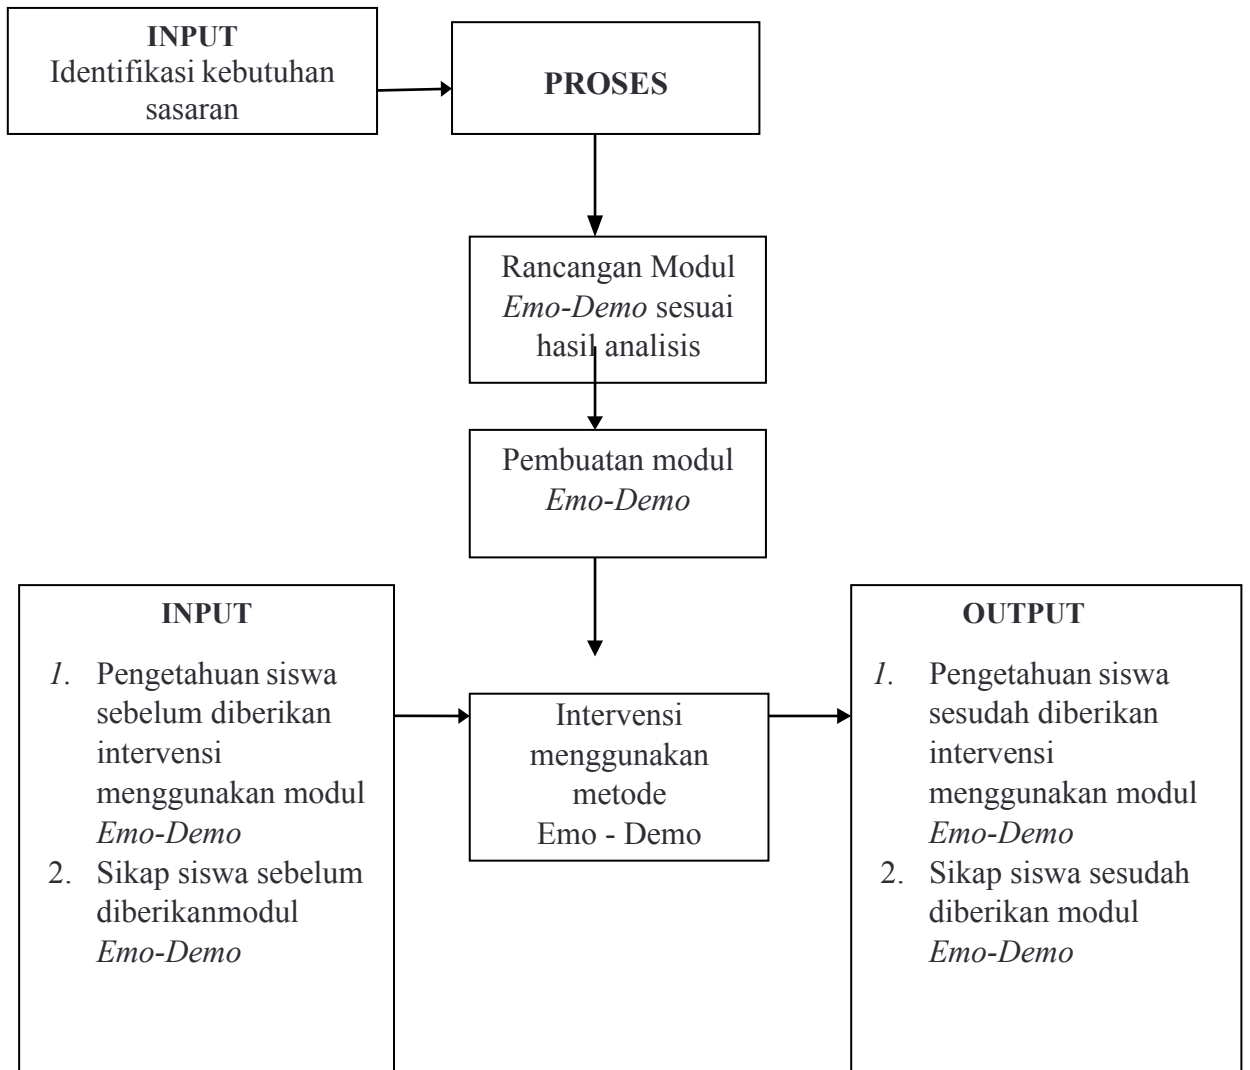 INPUT
Identifikasi kebutuhan
sasaran
PROSES
Rancangan Modul
Emo-Demo sesuai
hasil analisis
Pembuatan modul
Emo-Demo
INPUT
1. Pengetahuan siswa
sebelum diberikan
intervensi
menggunakan modul
Emo-Demo
2. Sikap siswa sebelum
diberikanmodul
Emo-Demo
Intervensi
menggunakan
metode
Emo - Demo
OUTPUT
1. Pengetahuan siswa
sesudah diberikan
intervensi
menggunakan modul
Emo-Demo
2. Sikap siswa sesudah
diberikan modul
Emo-Demo